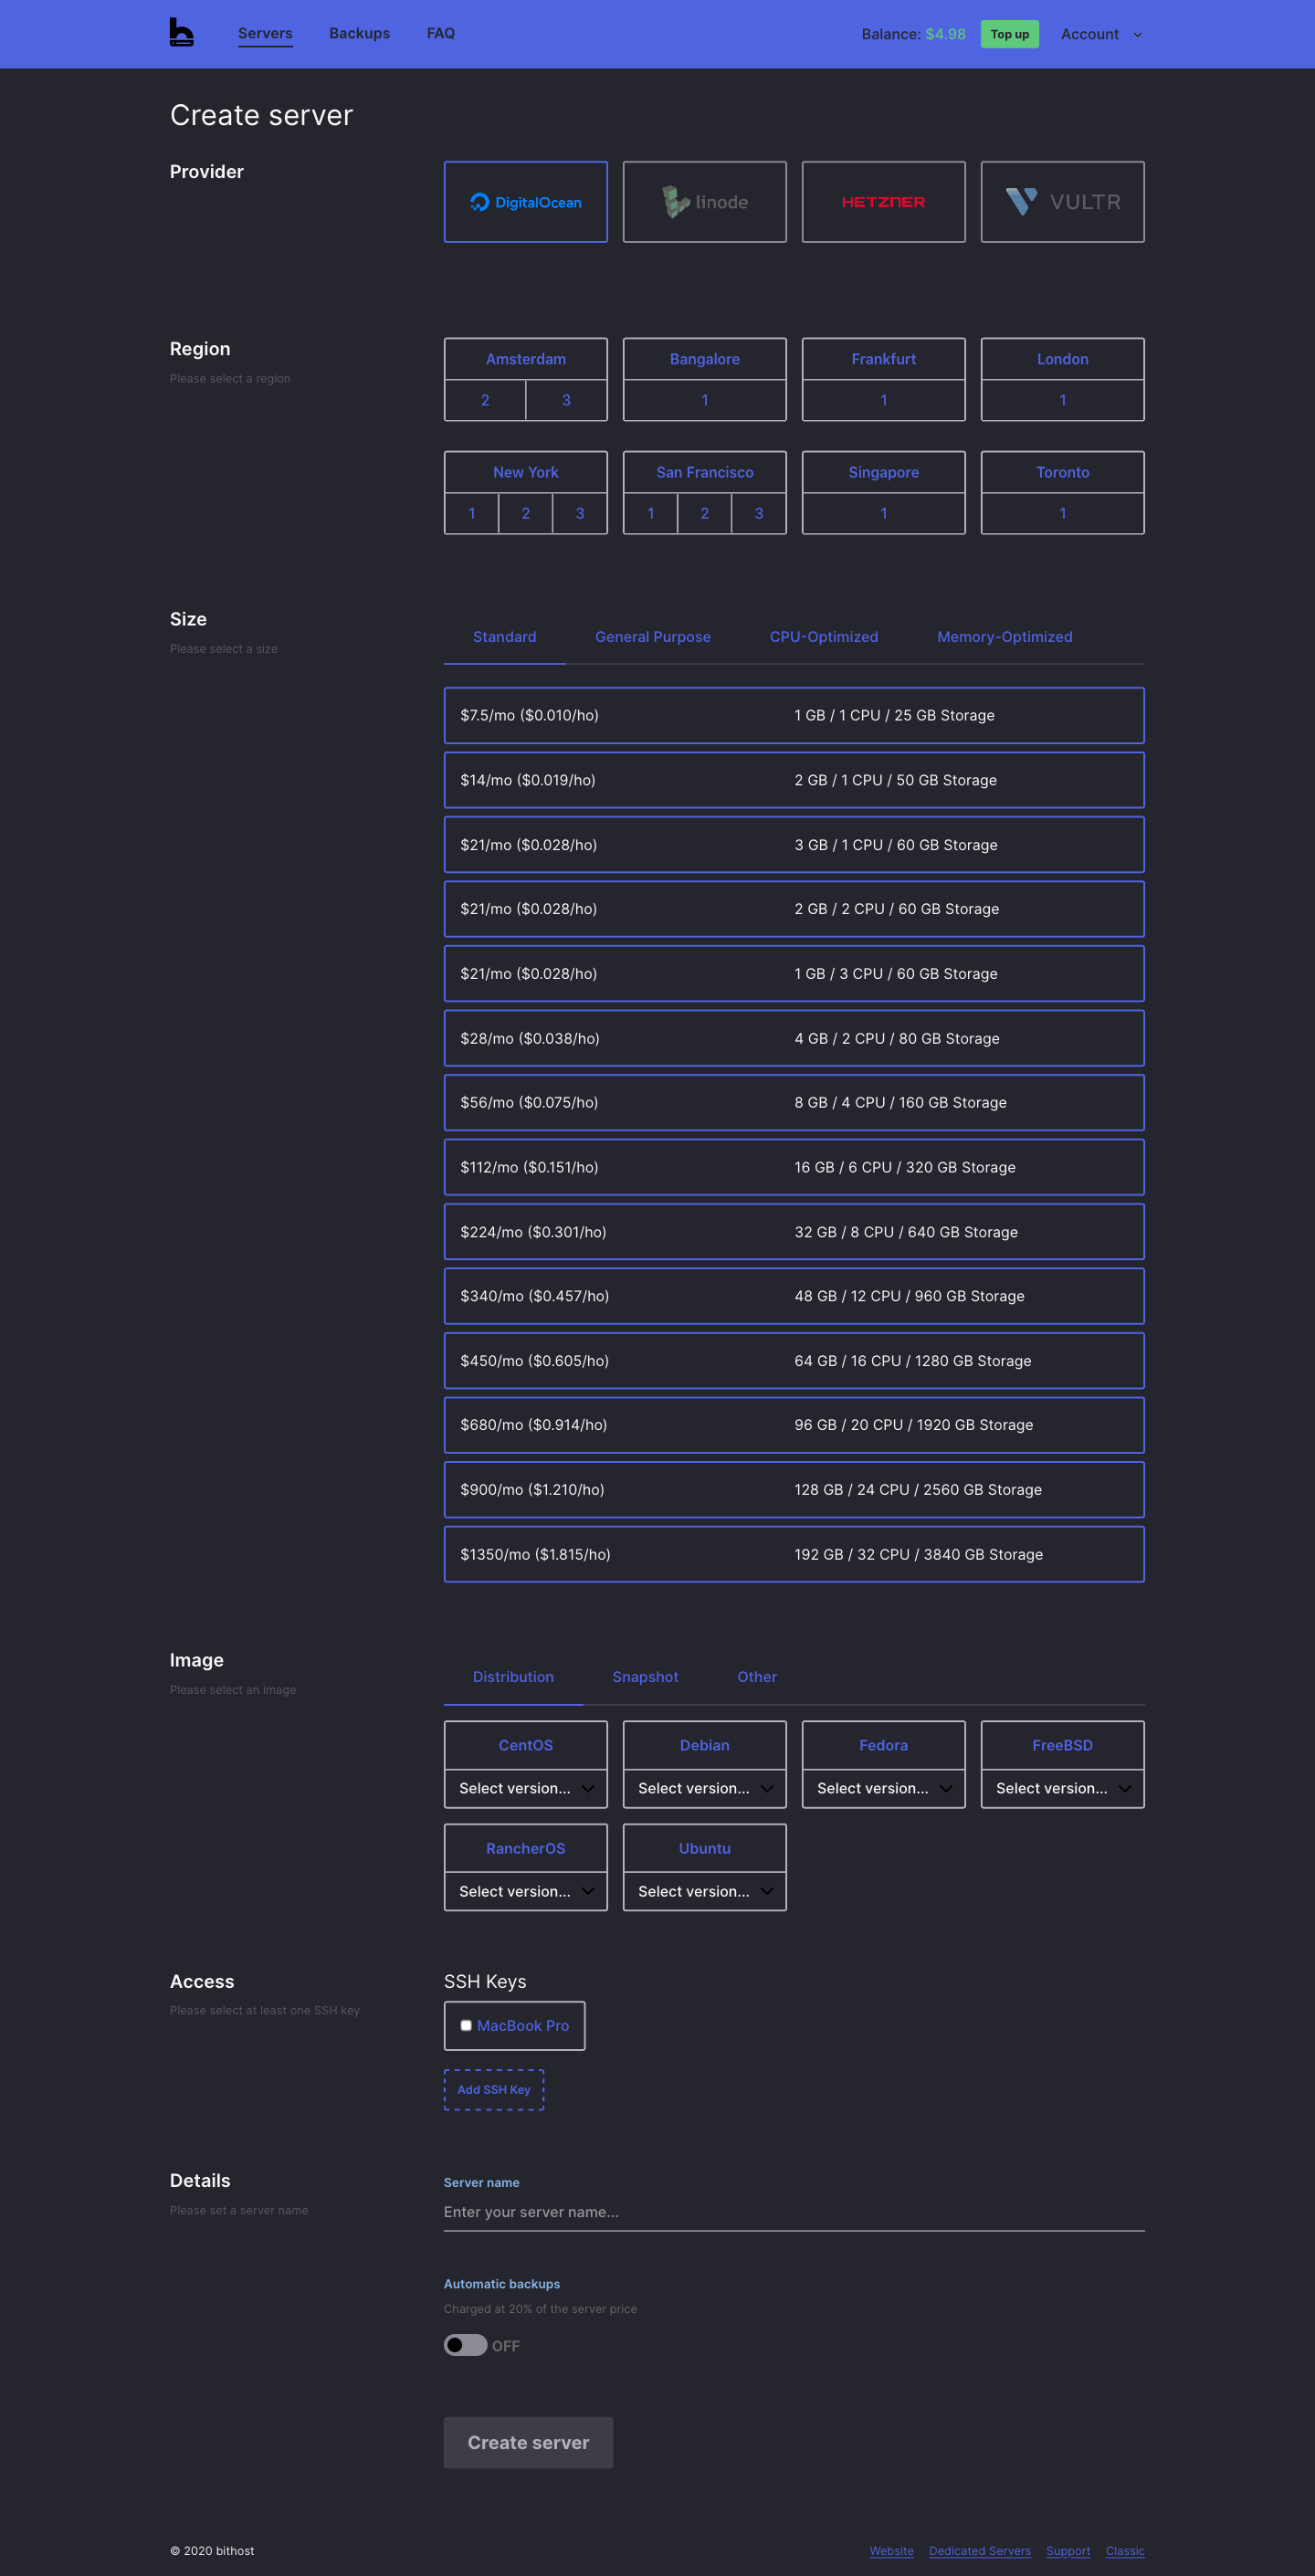 Servers Backups FAQ Balance: $4.98 Top up Account
Create server
Provider
DigitalOcean linode HETZNER VULTR
Region
Please select a region
Amsterdam Bangalore Frankfurt London
2 3 1 1 1
New York San Francisco Singapore Toronto
1 2 3 1 2 3 1 1
Size
Please select a size
Standard General Purpose CPU-Optimized Memory-Optimized
$7.5/mo ($0.010/ho) 1 GB / 1 CPU / 25 GB Storage
$14/mo ($0.019/ho) 2 GB / 1 CPU / 50 GB Storage
$21/mo ($0.028/ho) 3 GB / 1 CPU / 60 GB Storage
$21/mo ($0.028/ho) 2 GB / 2 CPU / 60 GB Storage
$21/mo ($0.028/ho) 1 GB / 3 CPU / 60 GB Storage
$28/mo ($0.038/ho) 4 GB / 2 CPU / 80 GB Storage
$56/mo ($0.075/ho) 8 GB / 4 CPU / 160 GB Storage
$112/mo ($0.151/ho) 16 GB / 6 CPU / 320 GB Storage
$224/mo ($0.301/ho) 32 GB / 8 CPU / 640 GB Storage
$340/mo ($0.457/ho) 48 GB / 12 CPU / 960 GB Storage
$450/mo ($0.605/ho) 64 GB / 16 CPU / 1280 GB Storage
$680/mo ($0.914/ho) 96 GB / 20 CPU / 1920 GB Storage
$900/mo ($1.210/ho) 128 GB / 24 CPU / 2560 GB Storage
$1350/mo ($1.815/ho) 192 GB / 32 CPU / 3840 GB Storage
Image
Please select an image
Distribution Snapshot Other
CentOS Debian Fedora FreeBSD
Select version... Select version... Select version... Select version...
RancherOS Ubuntu
Select version... Select version...
Access
Please select at least one SSH key
SSH Keys
MacBook Pro
Add SSH Key
Details
Please set a server name
Server name
Enter your server name...
Automatic backups
Charged at 20% of the server price
OFF
Create server
© 2020 bithost Website Dedicated Servers Support Classic